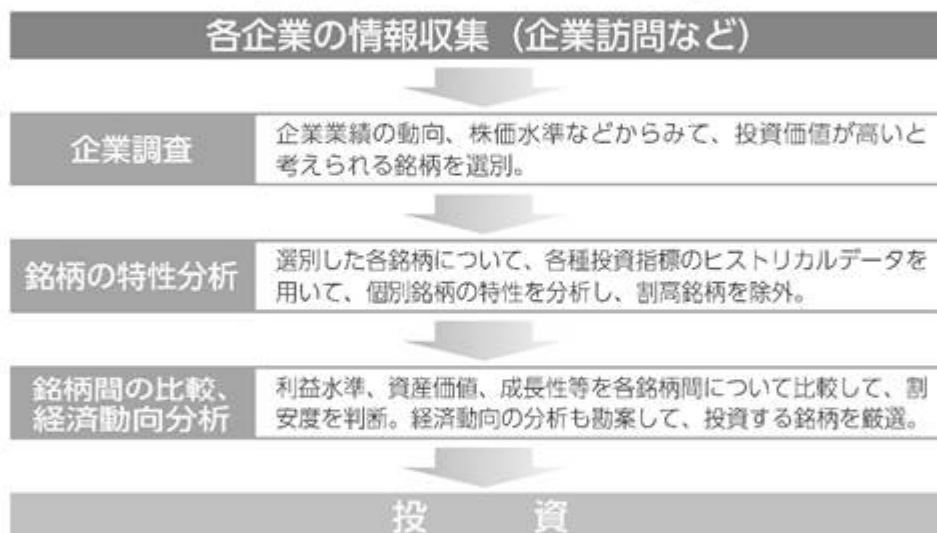 各企業の情報収集（企業訪問など）
企業調査
企業業績の動向、株価水準などからみて、投資価値が高いと
考えられる銘柄を選別。
銘柄の特性分析
選別した各銘柄について、各種投資指標のヒストリカルデータを
用いて、個別銘柄の特性を分析し、割高銘柄を除外。
銘柄間の比較、
経済動向分析
利益水準、資産価値、成長性等を各銘柄間について比較して、割
安度を判断。経済動向の分析も勘案して、投資する銘柄を厳選。
投　資